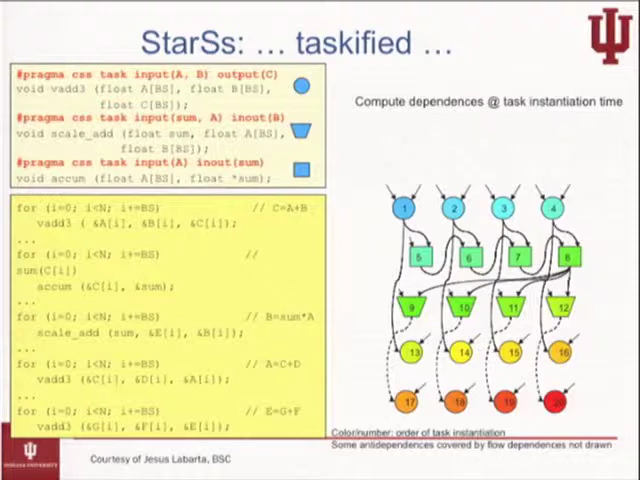 StarSs: … taskified …
#pragma css task input(A, B) output(C)
void vadd3 (float A[BS], float B[BS],
float C[BS]);
#pragma css task input(sum, A) inout(B)
void scale_add (float sum, float A[BS],
float B[BS]);
#pragma css task input(A) inout(sum)
void accum (float A[BS], float *sum);
for (i=0; i<N; i+=BS) // C=A+B
vadd3 ( &A[i], &B[i], &C[i]);
...
for (i=0; i<N; i+=BS) //
sum(C[i])
accum (&C[i], &sum);
...
for (i=0; i<N; i+=BS) // B=sum*A
scale_add (sum, &E[i], &B[i]);
...
for (i=0; i<N; i+=BS) // A=C+D
vadd3 (&C[i], &D[i], &A[i]);
...
for (i=0; i<N; i+=BS) // E=G+F
vadd3 (&G[i], &F[i], &E[i]);
Compute dependences @ task instantiation time
1 2 3 4
5 6 7 8
9 10 11 12
13 14 15 16
17 18 19 20
Color/number: order of task instantiation
Some antidependences covered by flow dependences not drawn
INDIANA UNIVERSITY
Courtesy of Jesus Labarta, BSC